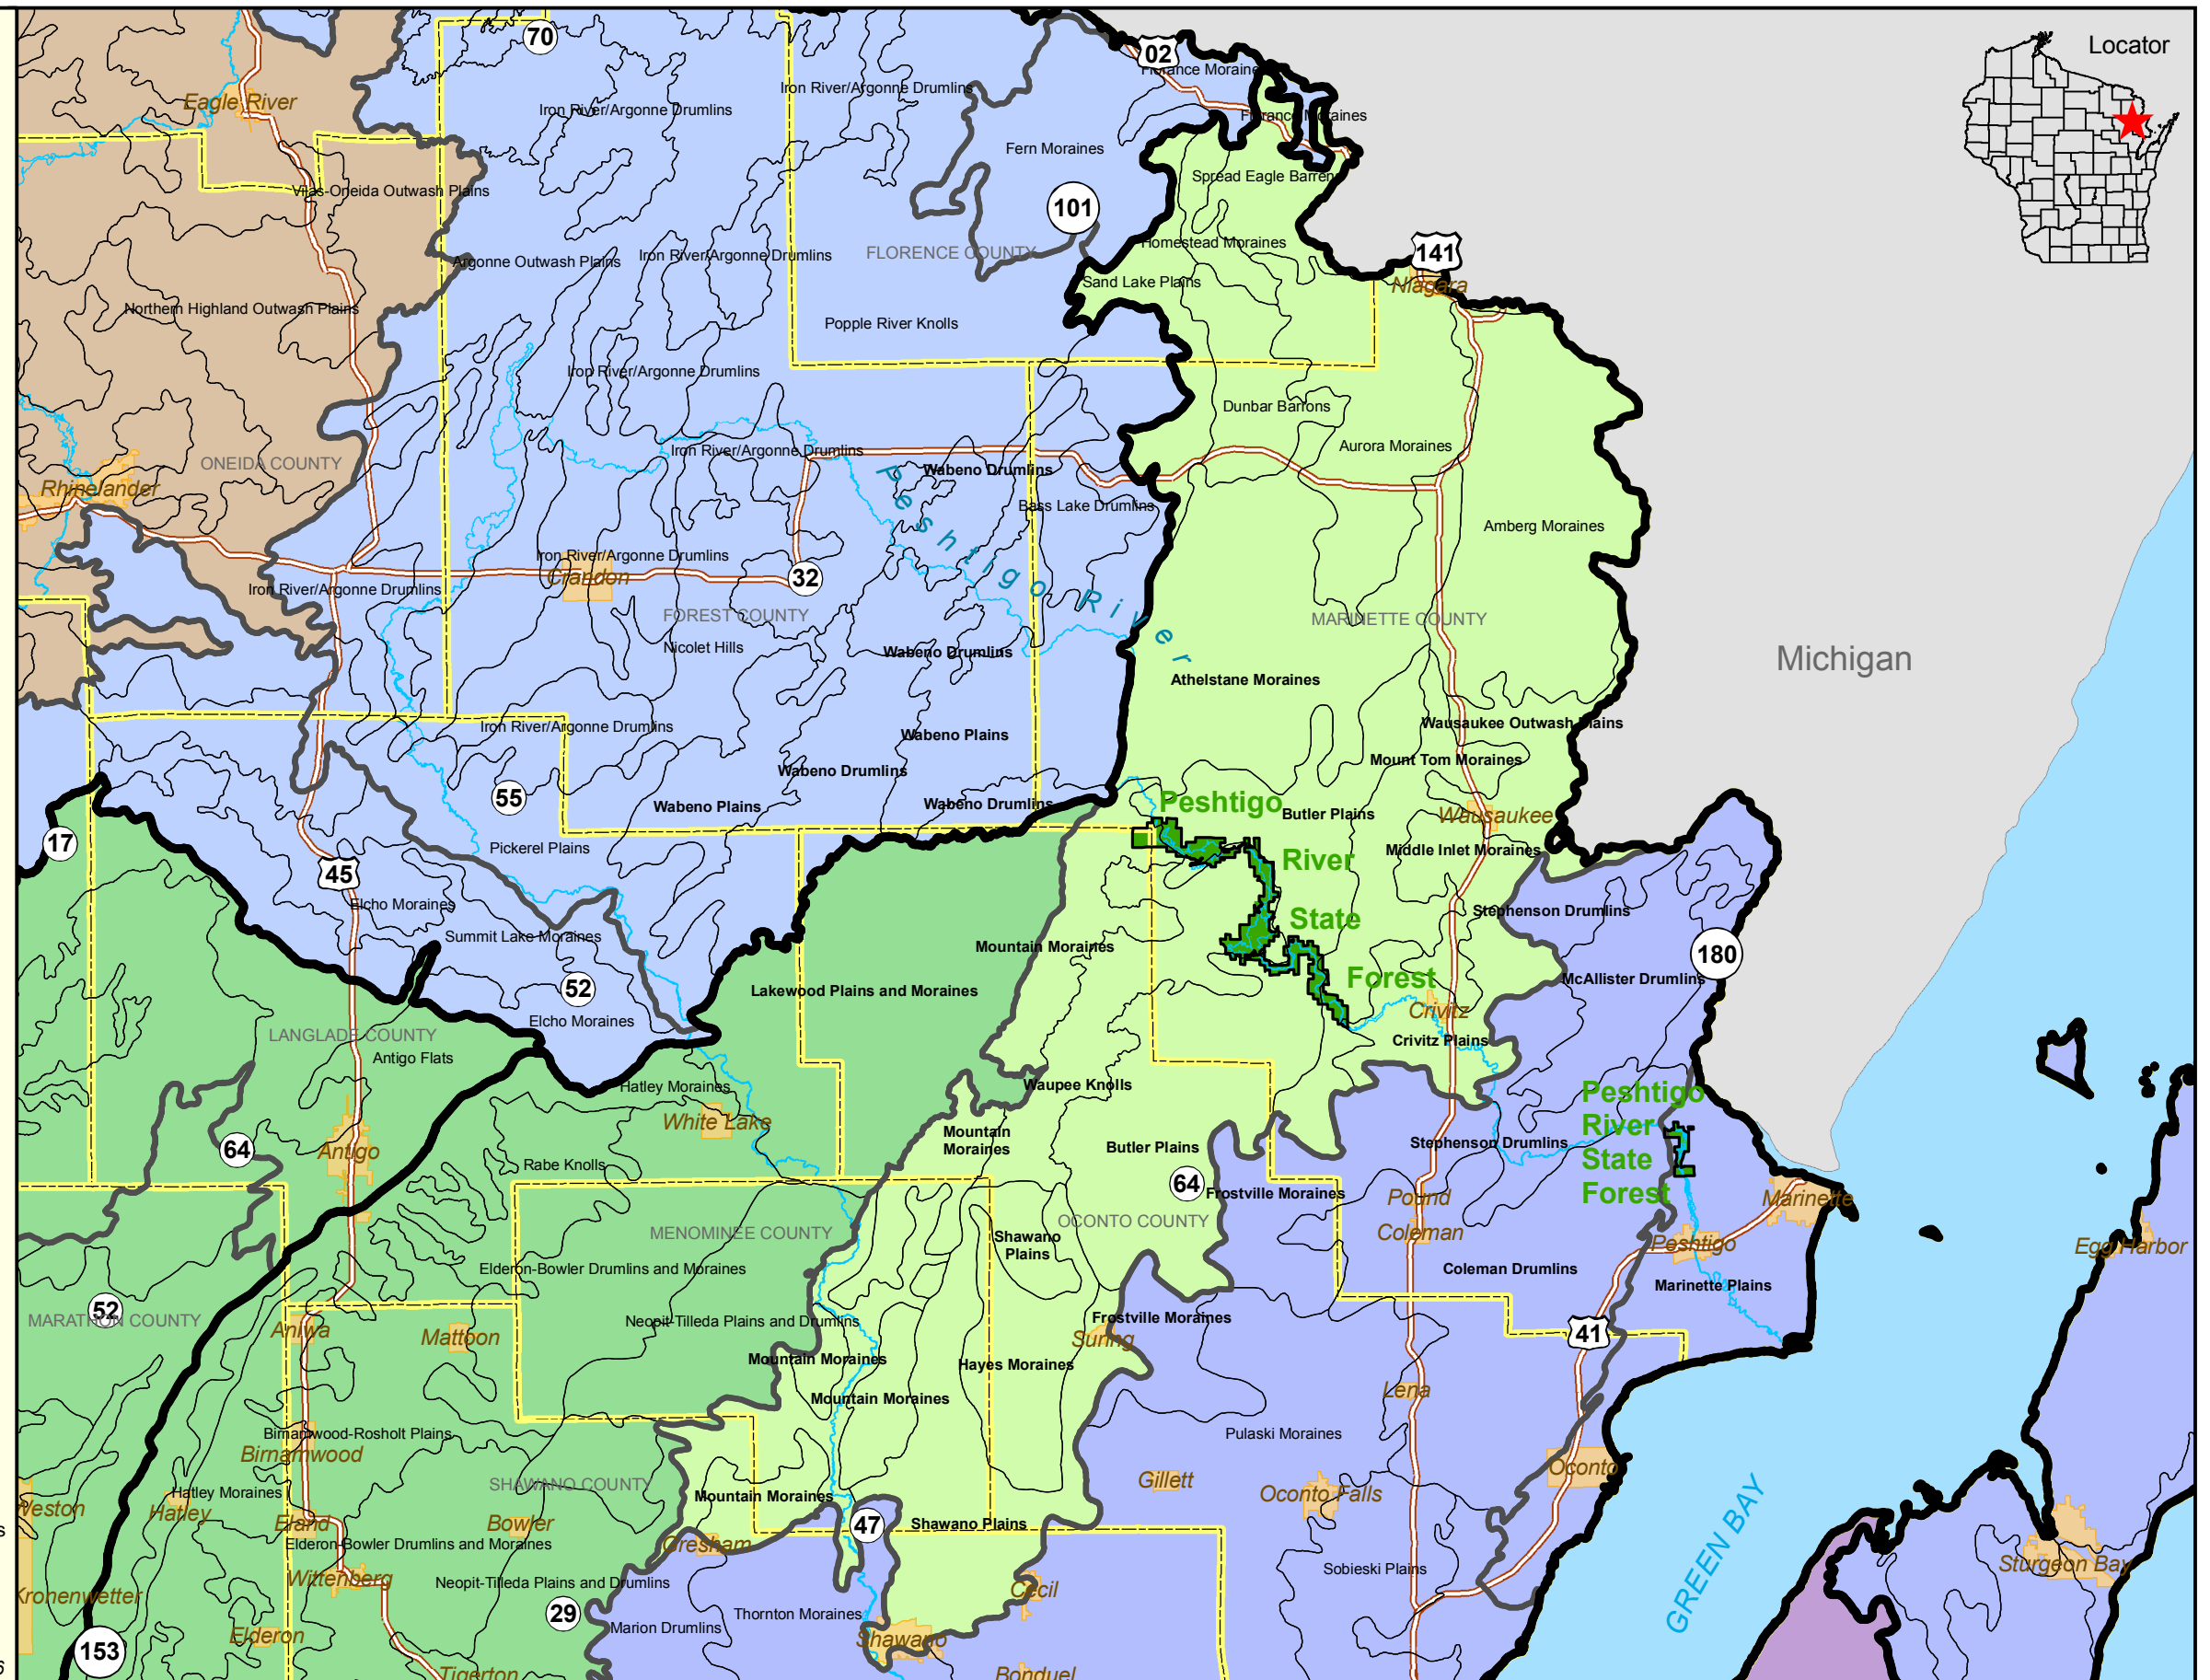 70
02
Locator
Florance Moraine
Iron River/Argonne Drumlins
Iron River/Argonne Drumlins
Eagle River
Florance Moraines
Fern Moraines
Spread Eagle Barrens
Vilas-Oneida Outwash Plains
101
Homestead Moraines
141
FLORENCE COUNTY
Iron River/Argonne Drumlins
Argonne Outwash Plains
Sand Lake Plains
Niagara
Northern Highland Outwash Plains
Popple River Knolls
Iron River/Argonne Drumlins
Dunbar Barrons
Aurora Moraines
Iron River/Argonne Drumlins
ONEIDA COUNTY
Wabeno Drumlins
Rhinelander
Bass Lake Drumlins
Peshtigo River
Amberg Moraines
Iron River/Argonne Drumlins
Crandon
32
Iron River/Argonne Drumlins
FOREST COUNTY
MARINETTE COUNTY
Nicolet Hills
Wabeno Drumlins
Michigan
Athelstane Moraines
Iron River/Argonne Drumlins
Wabeno Plains
Wausaukee Outwash Plains
Mount Tom Moraines
Wabeno Drumlins
55
Wabeno Plains
Wabeno Drumlins
Peshtigo
River
State
Forest
Butler Plains
Wausaukee
17
Pickerel Plains
Middle Inlet Moraines
45
Elcho Moraines
Stephenson Drumlins
Summit Lake Moraines
Mountain Moraines
180
52
Lakewood Plains and Moraines
McAllister Drumlins
Crivitz
Elcho Moraines
LANGLADE COUNTY
Crivitz Plains
Antigo Flats
Hatley Moraines
Waupee Knolls
Peshtigo
River
State
Forest
White Lake
Mountain
Moraines
64
Antigo
Butler Plains
Stephenson Drumlins
Rabe Knolls
64
Frostville Moraines
Pound
Marinette
MENOMINEE COUNTY
OCONTO COUNTY
Coleman
Shawano
Plains
Peshtigo
Egg Harbor
Elderon-Bowler Drumlins and Moraines
Coleman Drumlins
Marinette Plains
52
MARATHON COUNTY
Neopit-Tilleda Plains and Drumlins
Frostville Moraines
Aniwa
Mattoon
Suring
41
Mountain Moraines
Hayes Moraines
Mountain Moraines
Lena
Birnamwood-Rosholt Plains
Birnamwood
Pulaski Moraines
SHAWANO COUNTY
Gillett
Oconto Falls
Oconto
Hatley Moraines
Mountain Moraines
Weston
Hatley
Eland
Bowler
47
Shawano Plains
GREEN BAY
Elderon-Bowler Drumlins and Moraines
Gresham
Sobieski Plains
Sturgeon Bay
Wittenberg
Neopit-Tilleda Plains and Drumlins
Cecil
Kronenwetter
29
Thornton Moraines
Marion Drumlins
Elderon
Shawano
153
Tigerton
Bonduel